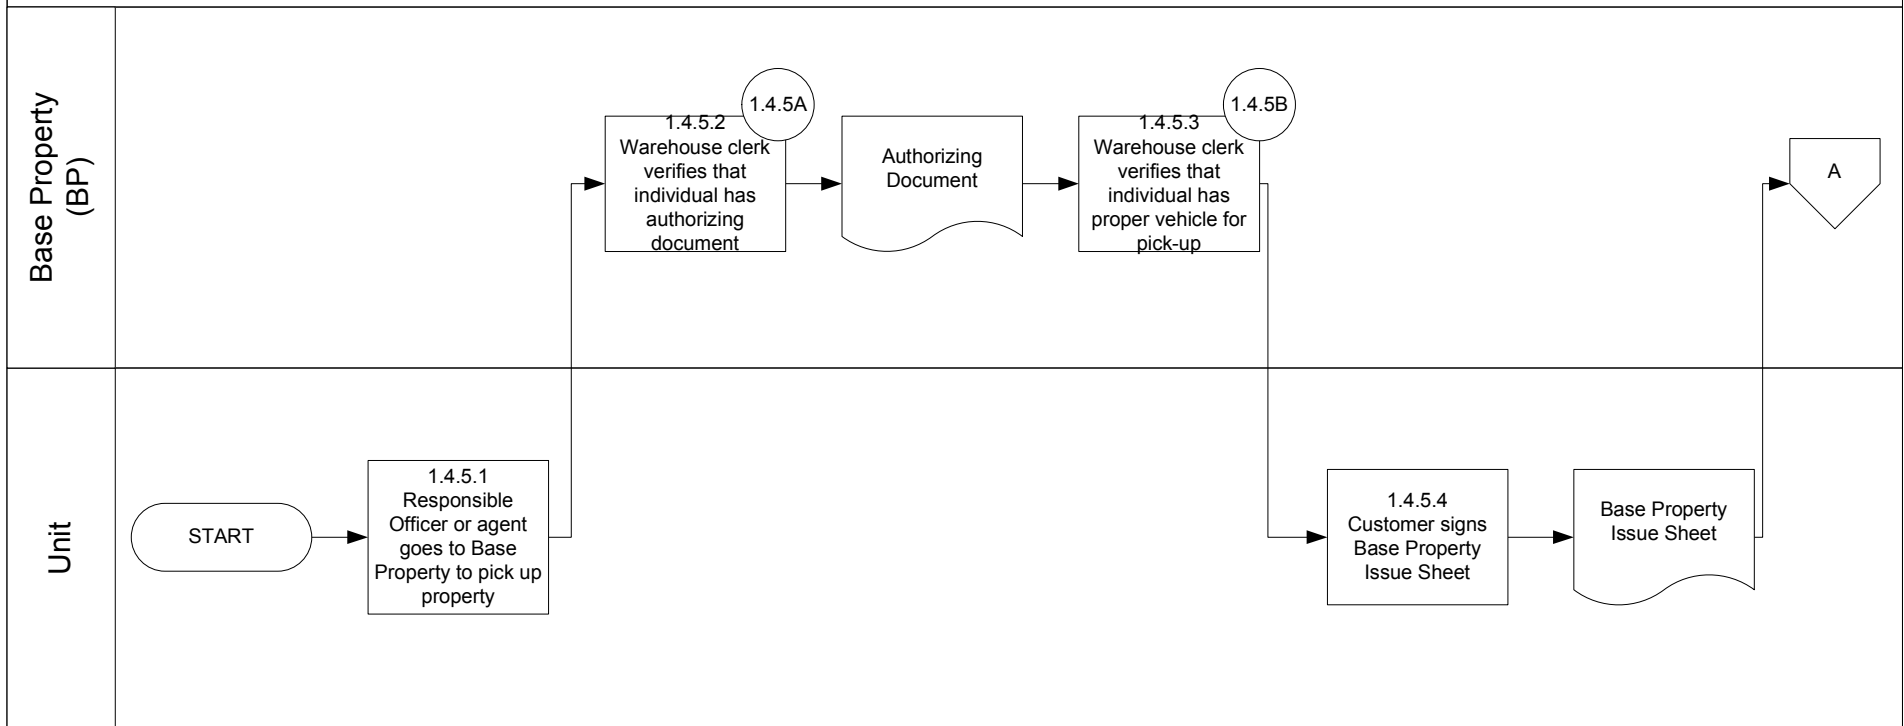 Base Property
(BP)
1.4.5A
1.4.5.2
Warehouse clerk
verifies that
individual has
authorizing
document
Authorizing
Document
1.4.5B
1.4.5.3
Warehouse clerk
verifies that
individual has
proper vehicle for
pick-up
A
Unit
START
1.4.5.1
Responsible
Officer or agent
goes to Base
Property to pick up
property
1.4.5.4
Customer signs
Base Property
Issue Sheet
Base Property
Issue Sheet